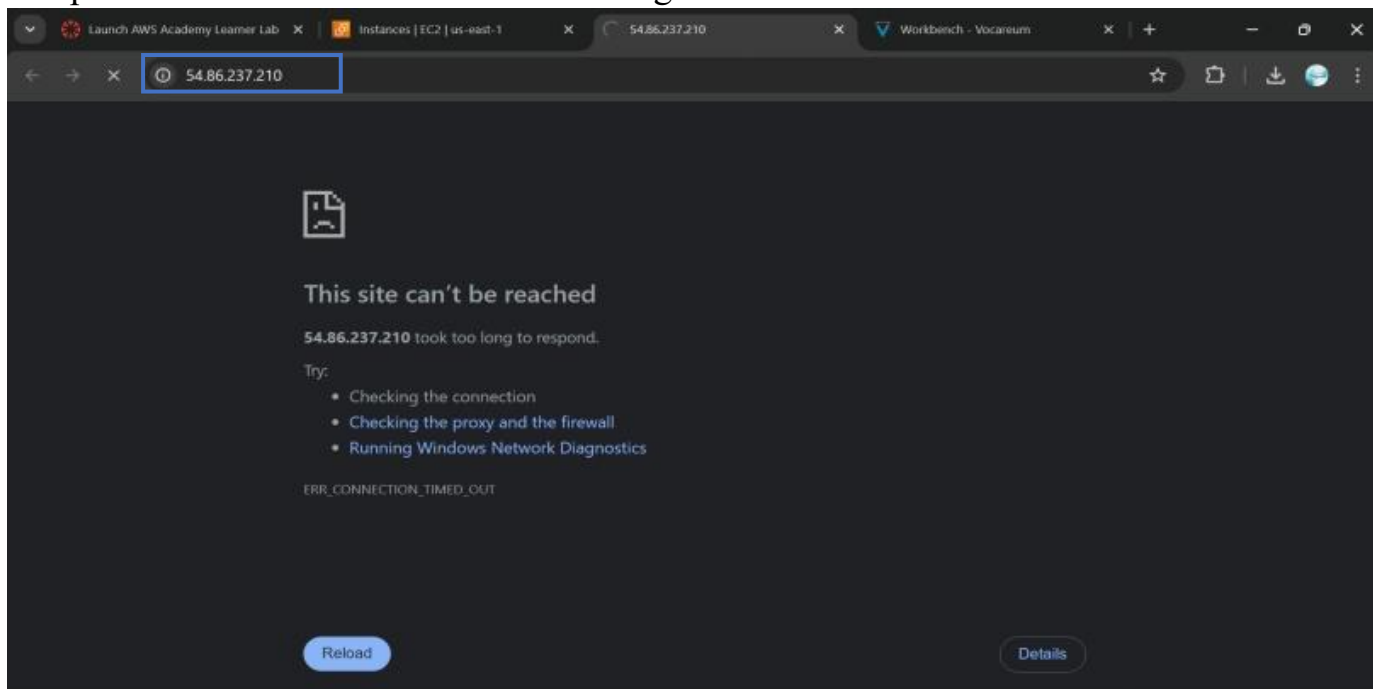 Launch AWS Academy Learner Lab
Instances | EC2 | us-east-1
54.86.237.210
Workbench - Vocareum
54.86.237.210
This site can't be reached
54.86.237.210 took too long to respond.
Try:
• Checking the connection
• Checking the proxy and the firewall
• Running Windows Network Diagnostics
ERR_CONNECTION_TIMED_OUT
Reload
Details